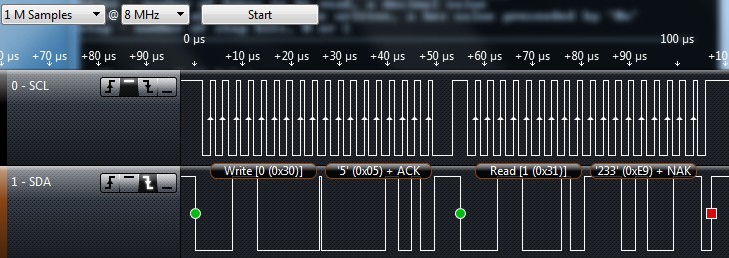 1 M Samples @ 8 MHz Start
0 µs 100 µs
0 µs +70 µs +80 µs +90 µs +10 µs +20 µs +30 µs +40 µs +50 µs +60 µs +70 µs +80 µs +90 µs +10
0 - SCL
1 - SDA
Write [0 (0x30)] '5' (0x05) + ACK Read [1 (0x31)] '233' (0xE9) + NAK